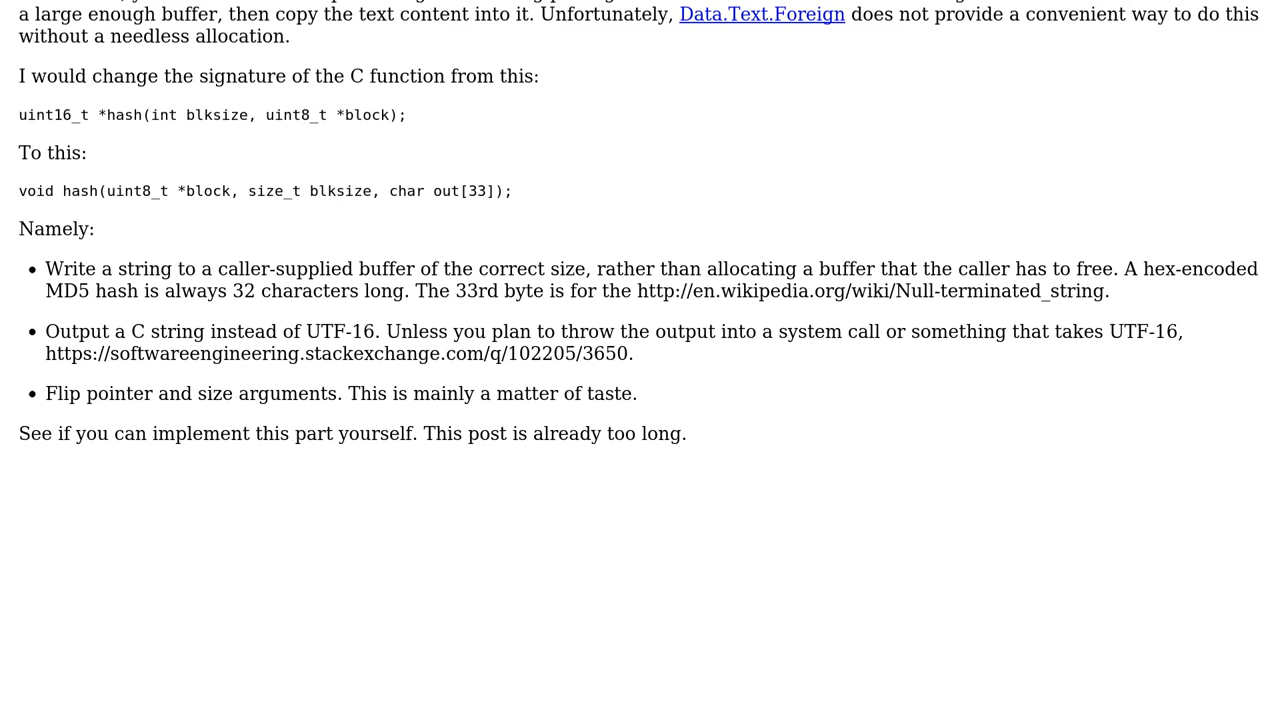 a large enough buffer, then copy the text content into it. Unfortunately, Data.Text.Foreign does not provide a convenient way to do this
without a needless allocation.
I would change the signature of the C function from this:
uint16_t *hash(int blksize, uint8_t *block);
To this:
void hash(uint8_t *block, size_t blksize, char out[33]);
Namely:
• Write a string to a caller-supplied buffer of the correct size, rather than allocating a buffer that the caller has to free. A hex-encoded
MD5 hash is always 32 characters long. The 33rd byte is for the http://en.wikipedia.org/wiki/Null-terminated_string.
• Output a C string instead of UTF-16. Unless you plan to throw the output into a system call or something that takes UTF-16,
https://softwareengineering.stackexchange.com/q/102205/3650.
• Flip pointer and size arguments. This is mainly a matter of taste.
See if you can implement this part yourself. This post is already too long.